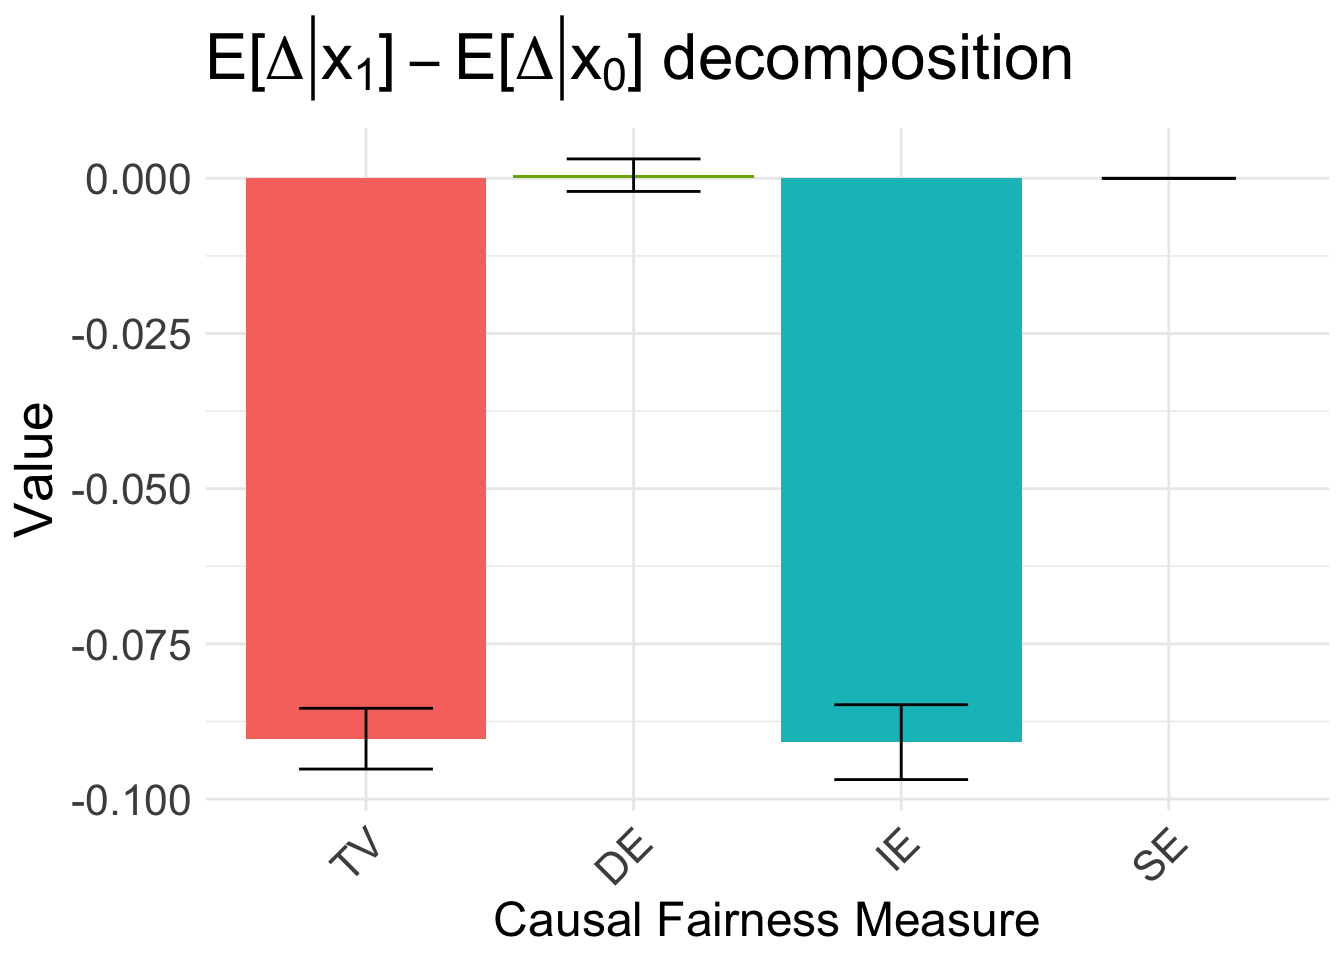 E[Δ|x₁] – E[Δ|x₀] decomposition
0.000
-0.025
-0.050
-0.075
-0.100
Value
TV DE IE SE
Causal Fairness Measure